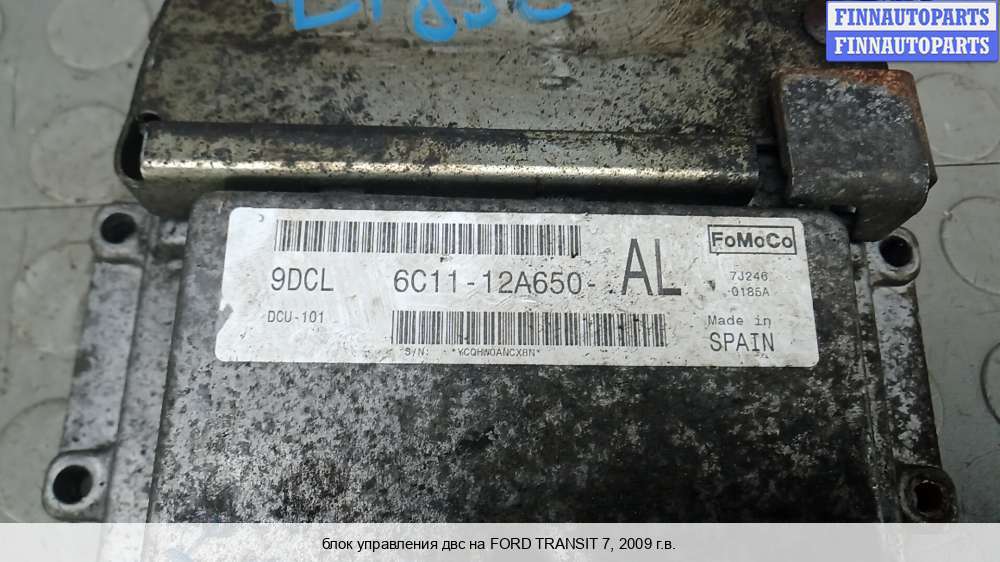 FINNAUTOPARTS
FINNAUTOPARTS
FoMoCo
9DCL 6C11-12A650- AL
7J246
-0185A
DCU-101
Made in
SPAIN
S/N: *YCQHWOANCX8N*
блок управления двс на FORD TRANSIT 7, 2009 г.в.